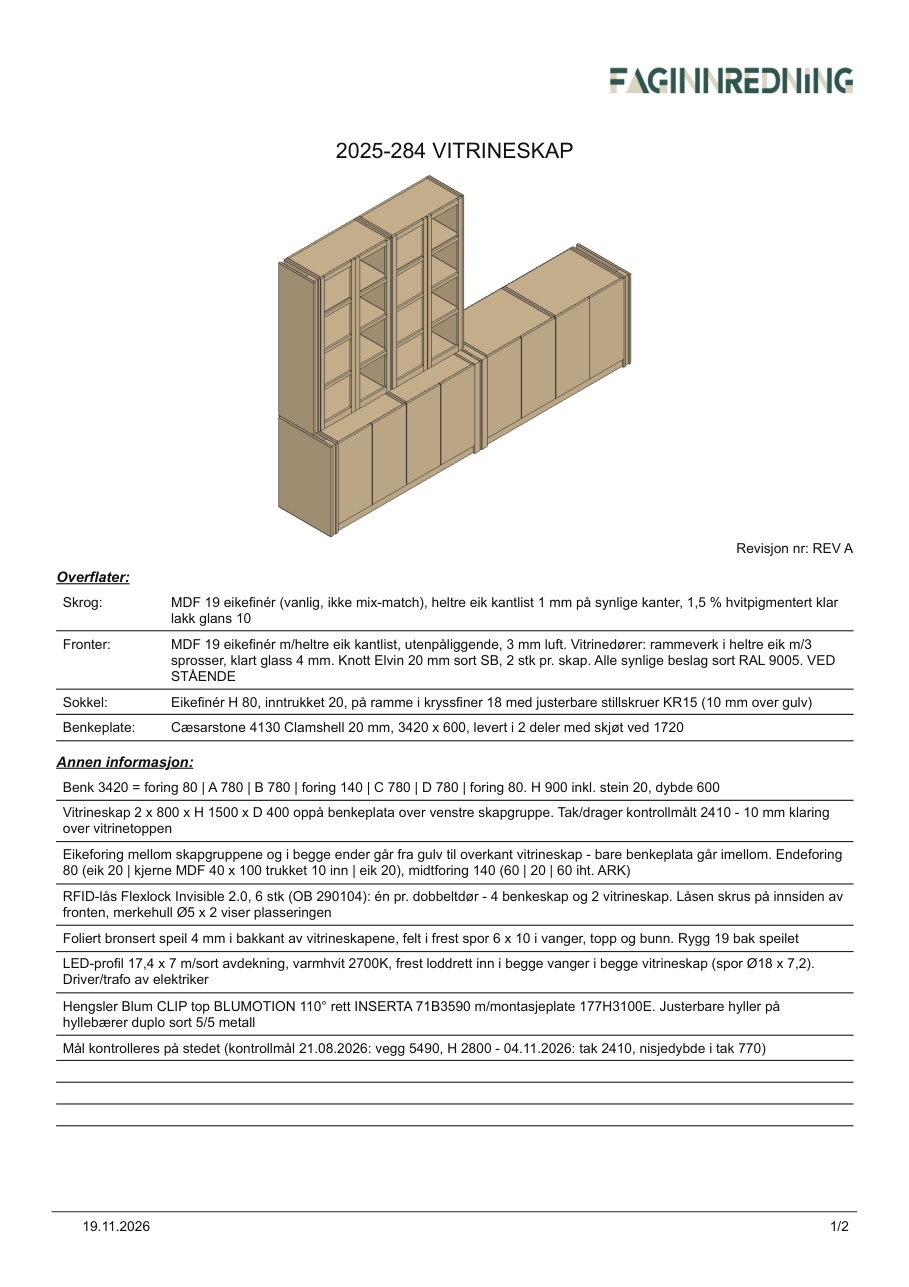 FAGINNREDNiNG
2025-284 VITRINESKAP
Revisjon nr: REV A
Overflater:
Skrog: MDF 19 eikefinér (vanlig, ikke mix-match), heltre eik kantlist 1 mm på synlige kanter, 1,5 % hvitpigmentert klar
lakk glans 10
Fronter: MDF 19 eikefinér m/heltre eik kantlist, utenpåliggende, 3 mm luft. Vitrinedører: rammeverk i heltre eik m/3
sprosser, klart glass 4 mm. Knott Elvin 20 mm sort SB, 2 stk pr. skap. Alle synlige beslag sort RAL 9005. VED
STÅENDE
Sokkel: Eikefinér H 80, inntrukket 20, på ramme i kryssfiner 18 med justerbare stillskruer KR15 (10 mm over gulv)
Benkeplate: Cæsarstone 4130 Clamshell 20 mm, 3420 x 600, levert i 2 deler med skjøt ved 1720
Annen informasjon:
Benk 3420 = foring 80 | A 780 | B 780 | foring 140 | C 780 | D 780 | foring 80. H 900 inkl. stein 20, dybde 600
Vitrineskap 2 x 800 x H 1500 x D 400 oppå benkeplata over venstre skapgruppe. Tak/drager kontrollmålt 2410 - 10 mm klaring
over vitrinetoppen
Eikeforing mellom skapgruppene og i begge ender går fra gulv til overkant vitrineskap - bare benkeplata går imellom. Endeforing
80 (eik 20 | kjerne MDF 40 x 100 trukket 10 inn | eik 20), midtforing 140 (60 | 20 | 60 iht. ARK)
RFID-lås Flexlock Invisible 2.0, 6 stk (OB 290104): én pr. dobbeltdør - 4 benkeskap og 2 vitrineskap. Låsen skrus på innsiden av
fronten, merkehull Ø5 x 2 viser plasseringen
Foliert bronsert speil 4 mm i bakkant av vitrineskapene, felt i frest spor 6 x 10 i vanger, topp og bunn. Rygg 19 bak speilet
LED-profil 17,4 x 7 m/sort avdekning, varmhvit 2700K, frest loddrett inn i begge vanger i begge vitrineskap (spor Ø18 x 7,2).
Driver/trafo av elektriker
Hengsler Blum CLIP top BLUMOTION 110° rett INSERTA 71B3590 m/montasjeplate 177H3100E. Justerbare hyller på
hyllebærer duplo sort 5/5 metall
Mål kontrolleres på stedet (kontrollmål 21.08.2026: vegg 5490, H 2800 - 04.11.2026: tak 2410, nisjedybde i tak 770)
19.11.2026 1/2